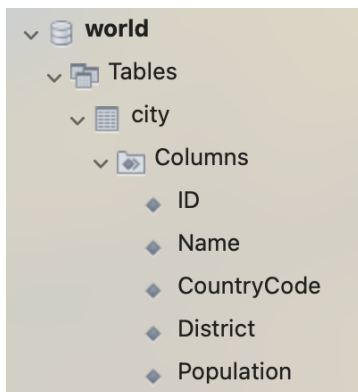 world
Tables
city
Columns
ID
Name
CountryCode
District
Population